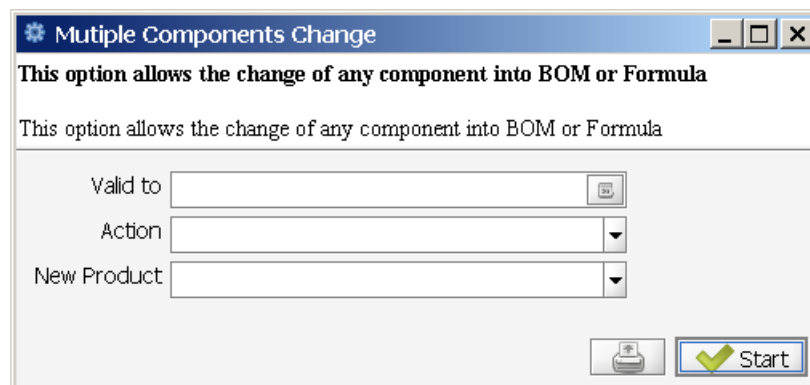 Mutiple Components Change
This option allows the change of any component into BOM or Formula
This option allows the change of any component into BOM or Formula
Valid to
Action
New Product
Start